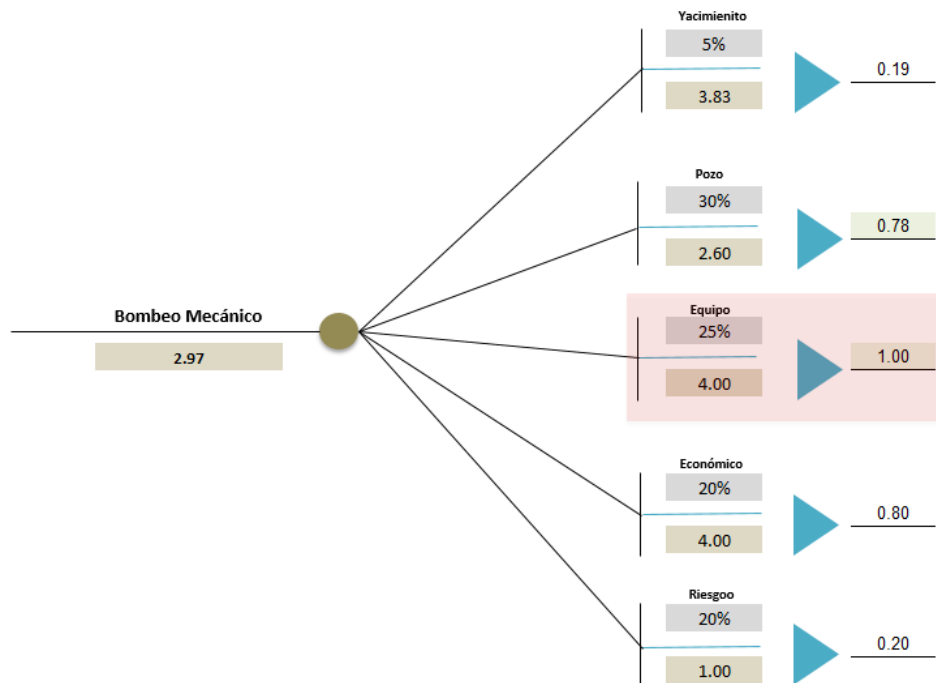 Yacimienito
5%
3.83
0.19
Pozo
30%
2.60
0.78
Bombeo Mecánico
2.97
Equipo
25%
4.00
1.00
Económico
20%
4.00
0.80
Riesgoo
20%
1.00
0.20